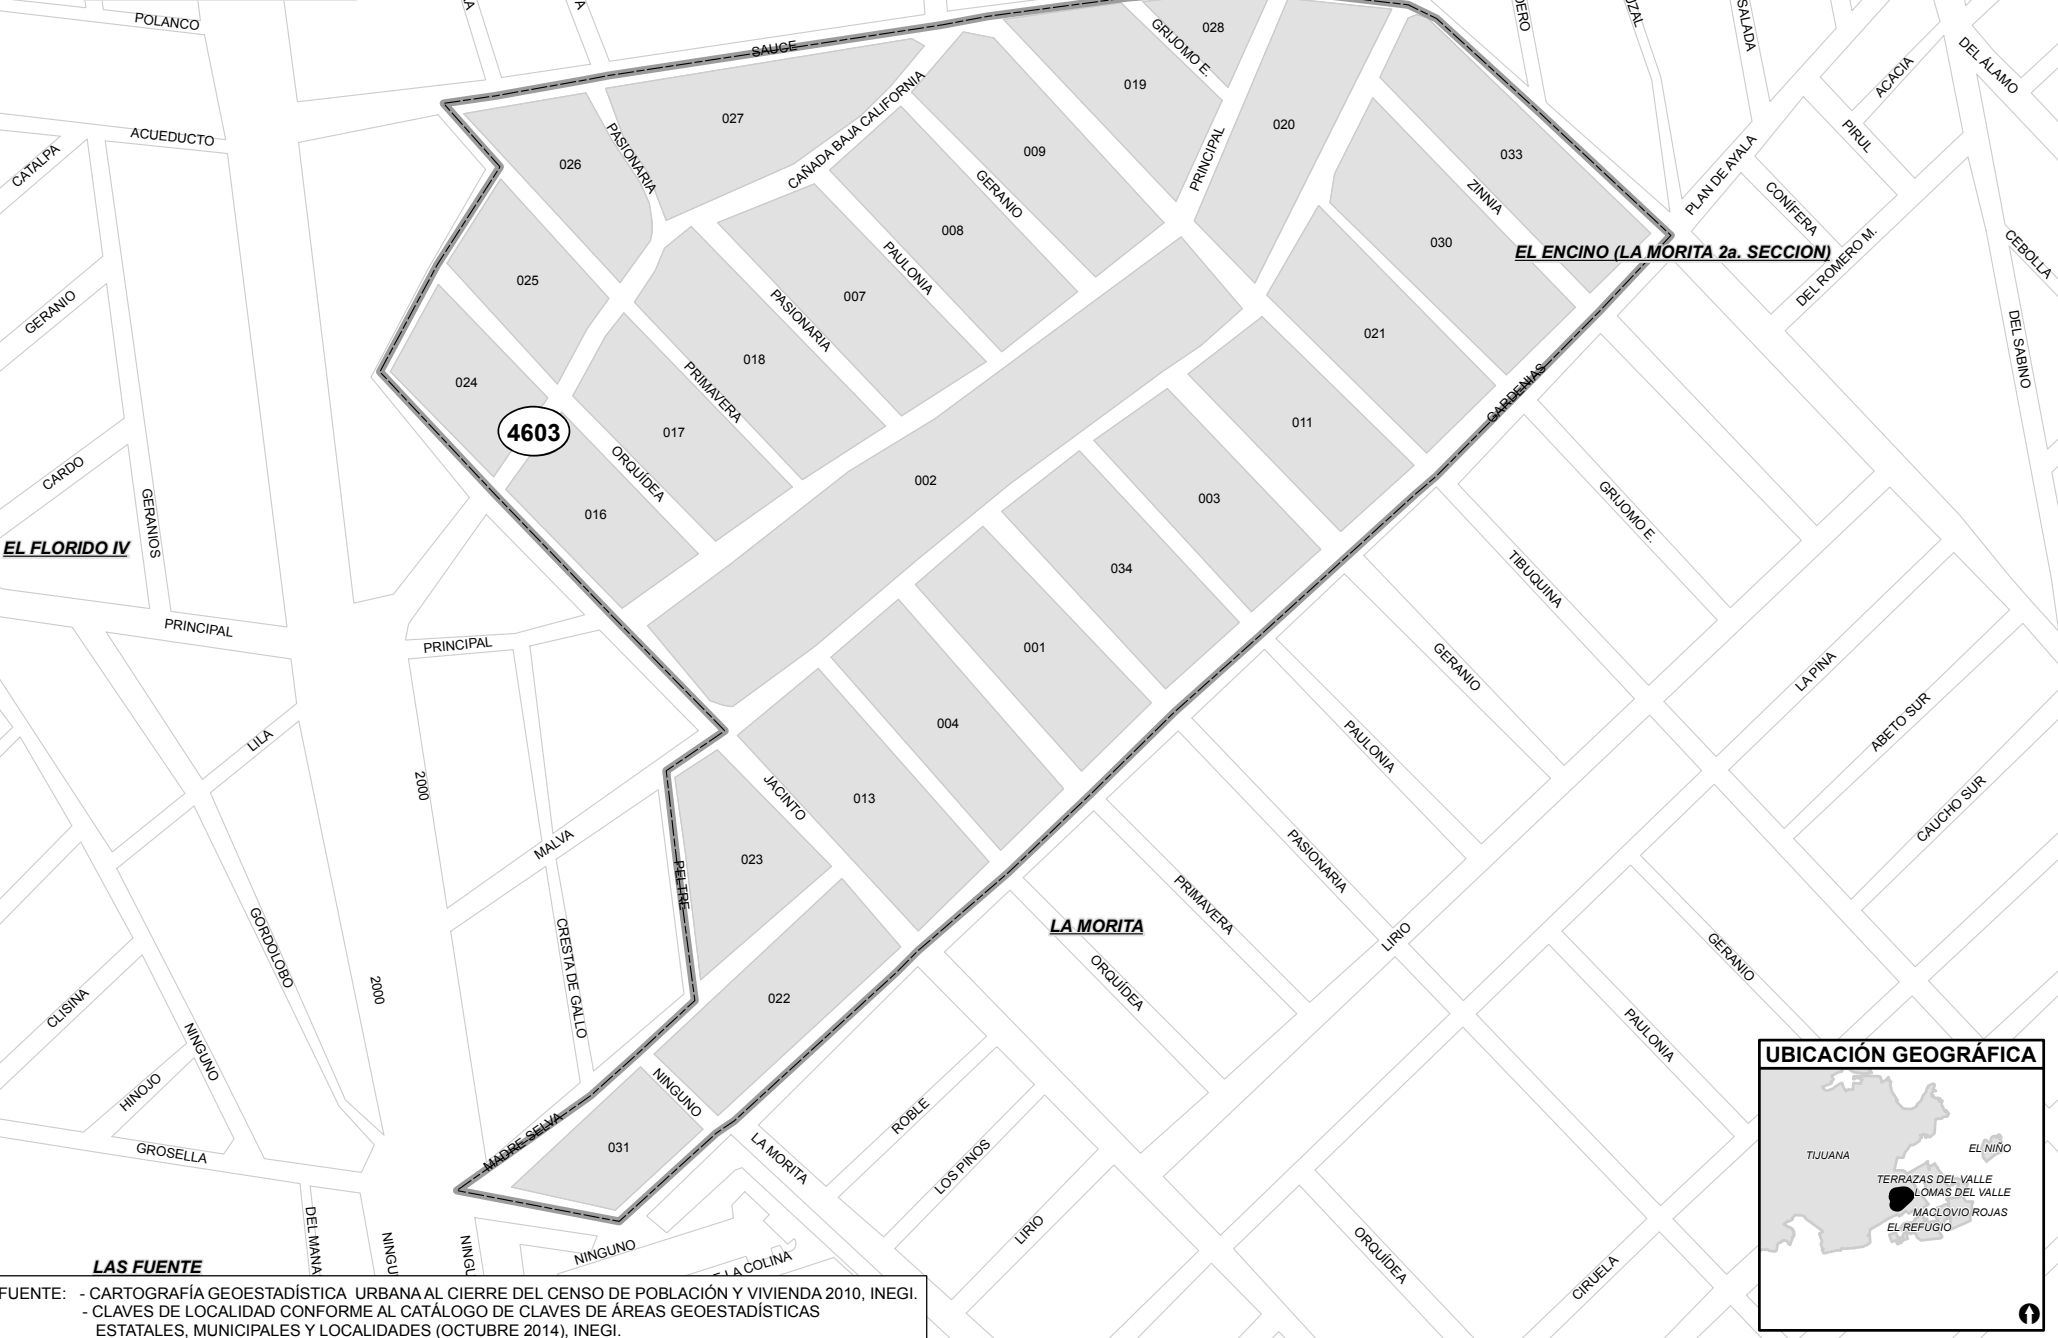 POLANCO
SAUCE
GRIJOMO E.
028
SALADA
DEL ÁLAMO
ACACIA
PIRUL
ACUEDUCTO
CATALPA
027
019
020
CAÑADA BAJA CALIFORNIA
PASIONARIA
026
009
PRINCIPAL
033
PLAN DE AYALA
GERANIO
ZINNIA
CONÍFERA
008
030
EL ENCINO (LA MORITA 2a. SECCION)
DEL ROMERO M.
CEBOLLA
025
PAULONIA
007
GERANIO
PASIONARIA
021
DEL SABINO
018
024
PRIMAVERA
GARDENIAS
4603
017
011
CARDO
ORQUÍDEA
002
003
GERANIOS
016
GRIJOMO E.
EL FLORIDO IV
034
TIBUQUINA
PRINCIPAL
PRINCIPAL
001
GERANIO
LA PINA
ABETO SUR
004
LILA
PAULONIA
2000
JACINTO
013
CAUCHO SUR
MALVA
023
PELTRE
PASIONARIA
PRIMAVERA
LA MORITA
LIRIO
GORDOLOBO
CRESTA DE GALLO
GERANIO
ORQUÍDEA
2000
022
CLISINA
NINGUNO
PAULONIA
HINOJO
NINGUNO
ROBLE
MADRE SELVA
031
GROSELLA
LA MORITA
LOS PINOS
LIRIO
DEL MANA
NINGU
NINGU
NINGUNO
LA COLINA
ORQUÍDEA
CIRUELA
LAS FUENTE
UBICACIÓN GEOGRÁFICA
TIJUANA
EL NIÑO
TERRAZAS DEL VALLE
LOMAS DEL VALLE
MACLOVIO ROJAS
EL REFUGIO
FUENTE: - CARTOGRAFÍA GEOESTADÍSTICA URBANA AL CIERRE DEL CENSO DE POBLACIÓN Y VIVIENDA 2010, INEGI.
- CLAVES DE LOCALIDAD CONFORME AL CATÁLOGO DE CLAVES DE ÁREAS GEOESTADÍSTICAS
ESTATALES, MUNICIPALES Y LOCALIDADES (OCTUBRE 2014), INEGI.